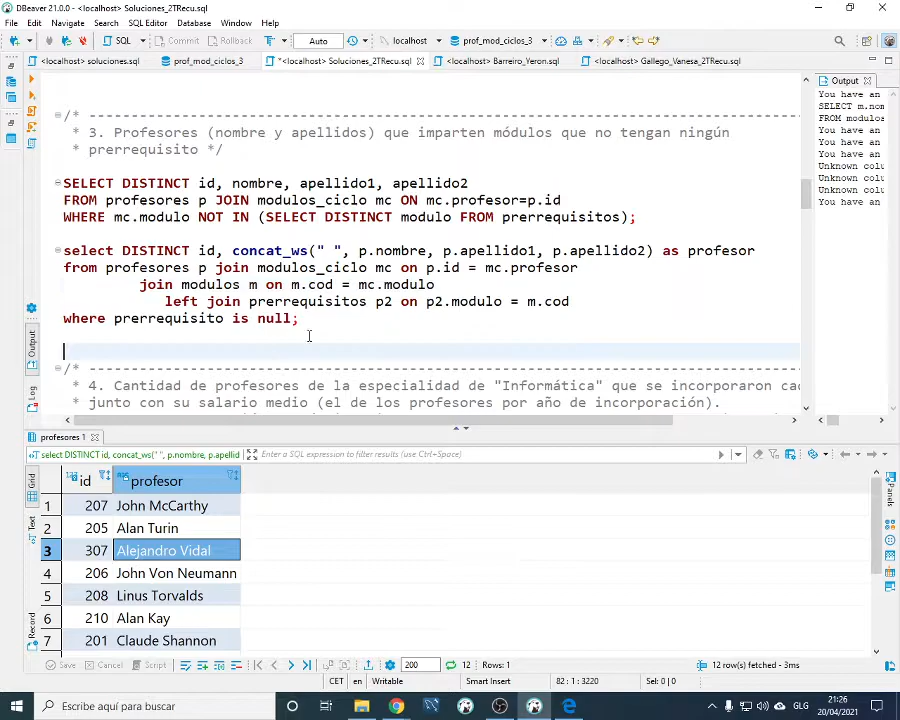 DBeaver 21.0.0 - <localhost> Soluciones_2TRecu.sql
File Edit Navigate Search SQL Editor Database Window Help
SQL Commit Rollback Auto localhost prof_mod_ciclos_3
<localhost> soluciones.sql prof_mod_ciclos_3 *<localhost> Soluciones_2TRecu.sql <localhost> Barreiro_Yeron.sql <localhost> Gallego_Vanesa_2TRecu.sql
Output
/* ----------------------------------------------------------------------------------------
* 3. Profesores (nombre y apellidos) que imparten módulos que no tengan ningún
* prerrequisito */
SELECT DISTINCT id, nombre, apellido1, apellido2
FROM profesores p JOIN modulos_ciclo mc ON mc.profesor=p.id
WHERE mc.modulo NOT IN (SELECT DISTINCT modulo FROM prerrequisitos);
select DISTINCT id, concat_ws(" ", p.nombre, p.apellido1, p.apellido2) as profesor
from profesores p join modulos_ciclo mc on p.id = mc.profesor
join modulos m on m.cod = mc.modulo
left join prerrequisitos p2 on p2.modulo = m.cod
where prerrequisito is null;
/* ----------------------------------------------------------------------------------------
* 4. Cantidad de profesores de la especialidad de "Informática" que se incorporaron cad
* junto con su salario medio (el de los profesores por año de incorporación).
You have an
SELECT m.nom
FROM modulos
You have an
You have an
You have an
Unknown colu
Unknown colu
Unknown colu
You have an
Output
Log
profesores 1
select DISTINCT id, concat_ws(" ", p.nombre, p.apellid Enter a SQL expression to filter results (use Ctrl+Space)
Grid
Text
Record
Panels
id profesor
1 207 John McCarthy
2 205 Alan Turin
3 307 Alejandro Vidal
4 206 John Von Neumann
5 208 Linus Torvalds
6 210 Alan Kay
7 201 Claude Shannon
Save Cancel Script 200 12 Rows: 1 12 row(s) fetched - 3ms
CET en Writable Smart Insert 82 : 1 : 3220 Sel: 0 | 0
Escribe aquí para buscar GLG 21:26
20/04/2021